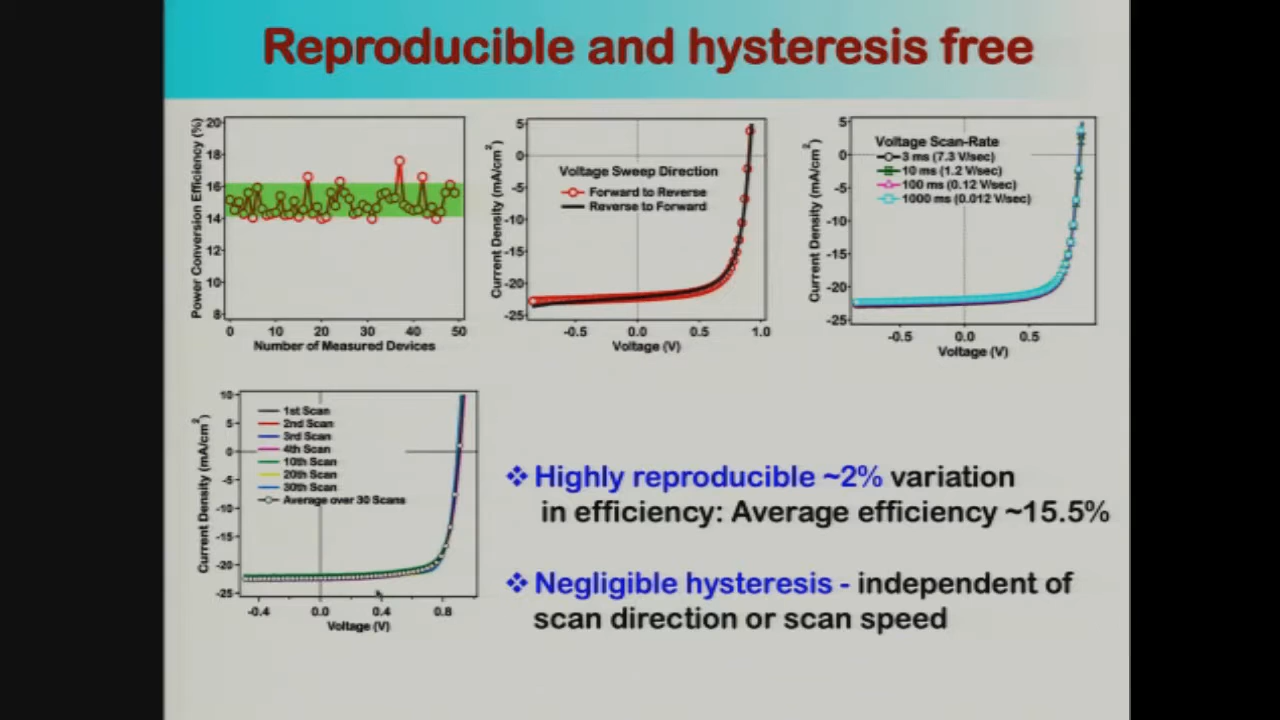 Reproducible and hysteresis free
Power Conversion Efficiency (%)
20
18
16
14
12
10
8
0 10 20 30 40 50
Number of Measured Devices
Current Density (mA/cm²)
5
0
-5
-10
-15
-20
-25
Voltage Sweep Direction
Forward to Reverse
Reverse to Forward
-0.5 0.0 0.5 1.0
Voltage (V)
Current Density (mA/cm²)
5
0
-5
-10
-15
-20
-25
Voltage Scan-Rate
3 ms (7.3 V/sec)
10 ms (1.2 V/sec)
100 ms (0.12 V/sec)
1000 ms (0.012 V/sec)
-0.5 0.0 0.5
Voltage (V)
Current Density (mA/cm²)
10
5
0
-5
-10
-15
-20
-25
1st Scan
2nd Scan
3rd Scan
4th Scan
10th Scan
20th Scan
30th Scan
Average over 30 Scans
-0.4 0.0 0.4 0.8
Voltage (V)
❖ Highly reproducible ~2% variation
in efficiency: Average efficiency ~15.5%
❖ Negligible hysteresis - independent of
scan direction or scan speed